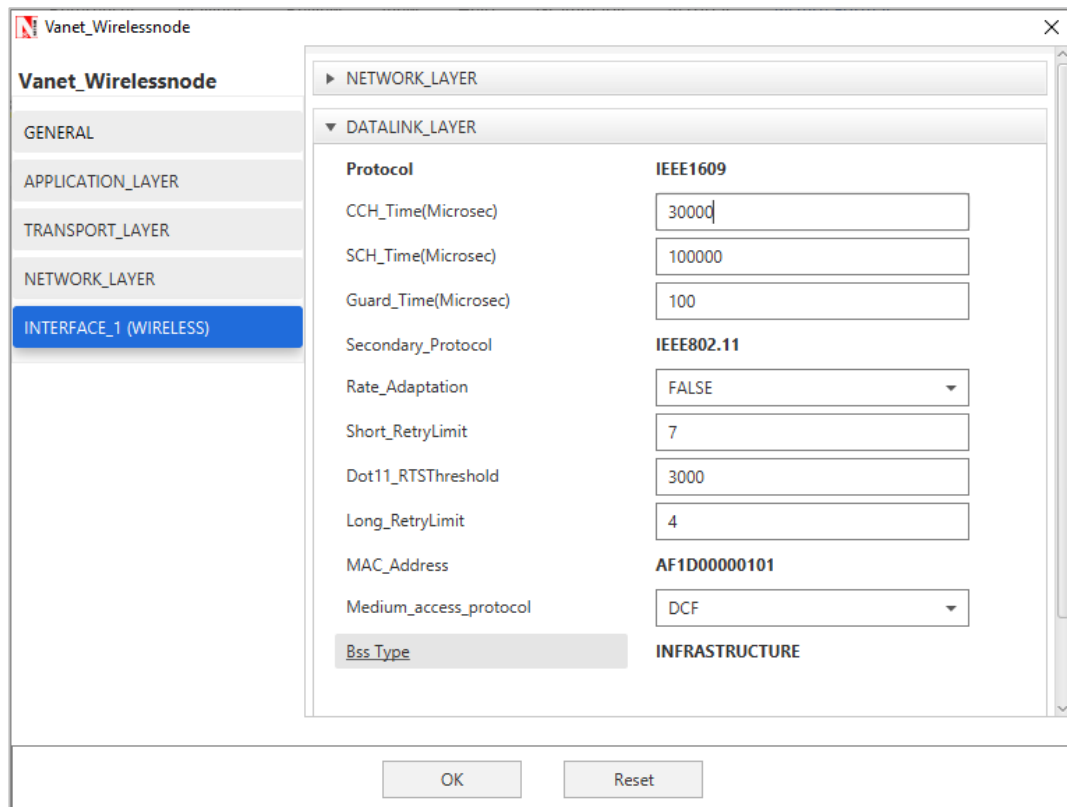 Vanet_Wirelessnode
Vanet_Wirelessnode
GENERAL
APPLICATION_LAYER
TRANSPORT_LAYER
NETWORK_LAYER
INTERFACE_1 (WIRELESS)
NETWORK_LAYER
DATALINK_LAYER
Protocol IEEE1609
CCH_Time(Microsec) 30000
SCH_Time(Microsec) 100000
Guard_Time(Microsec) 100
Secondary_Protocol IEEE802.11
Rate_Adaptation FALSE
Short_RetryLimit 7
Dot11_RTSThreshold 3000
Long_RetryLimit 4
MAC_Address AF1D00000101
Medium_access_protocol DCF
Bss Type INFRASTRUCTURE
OK Reset